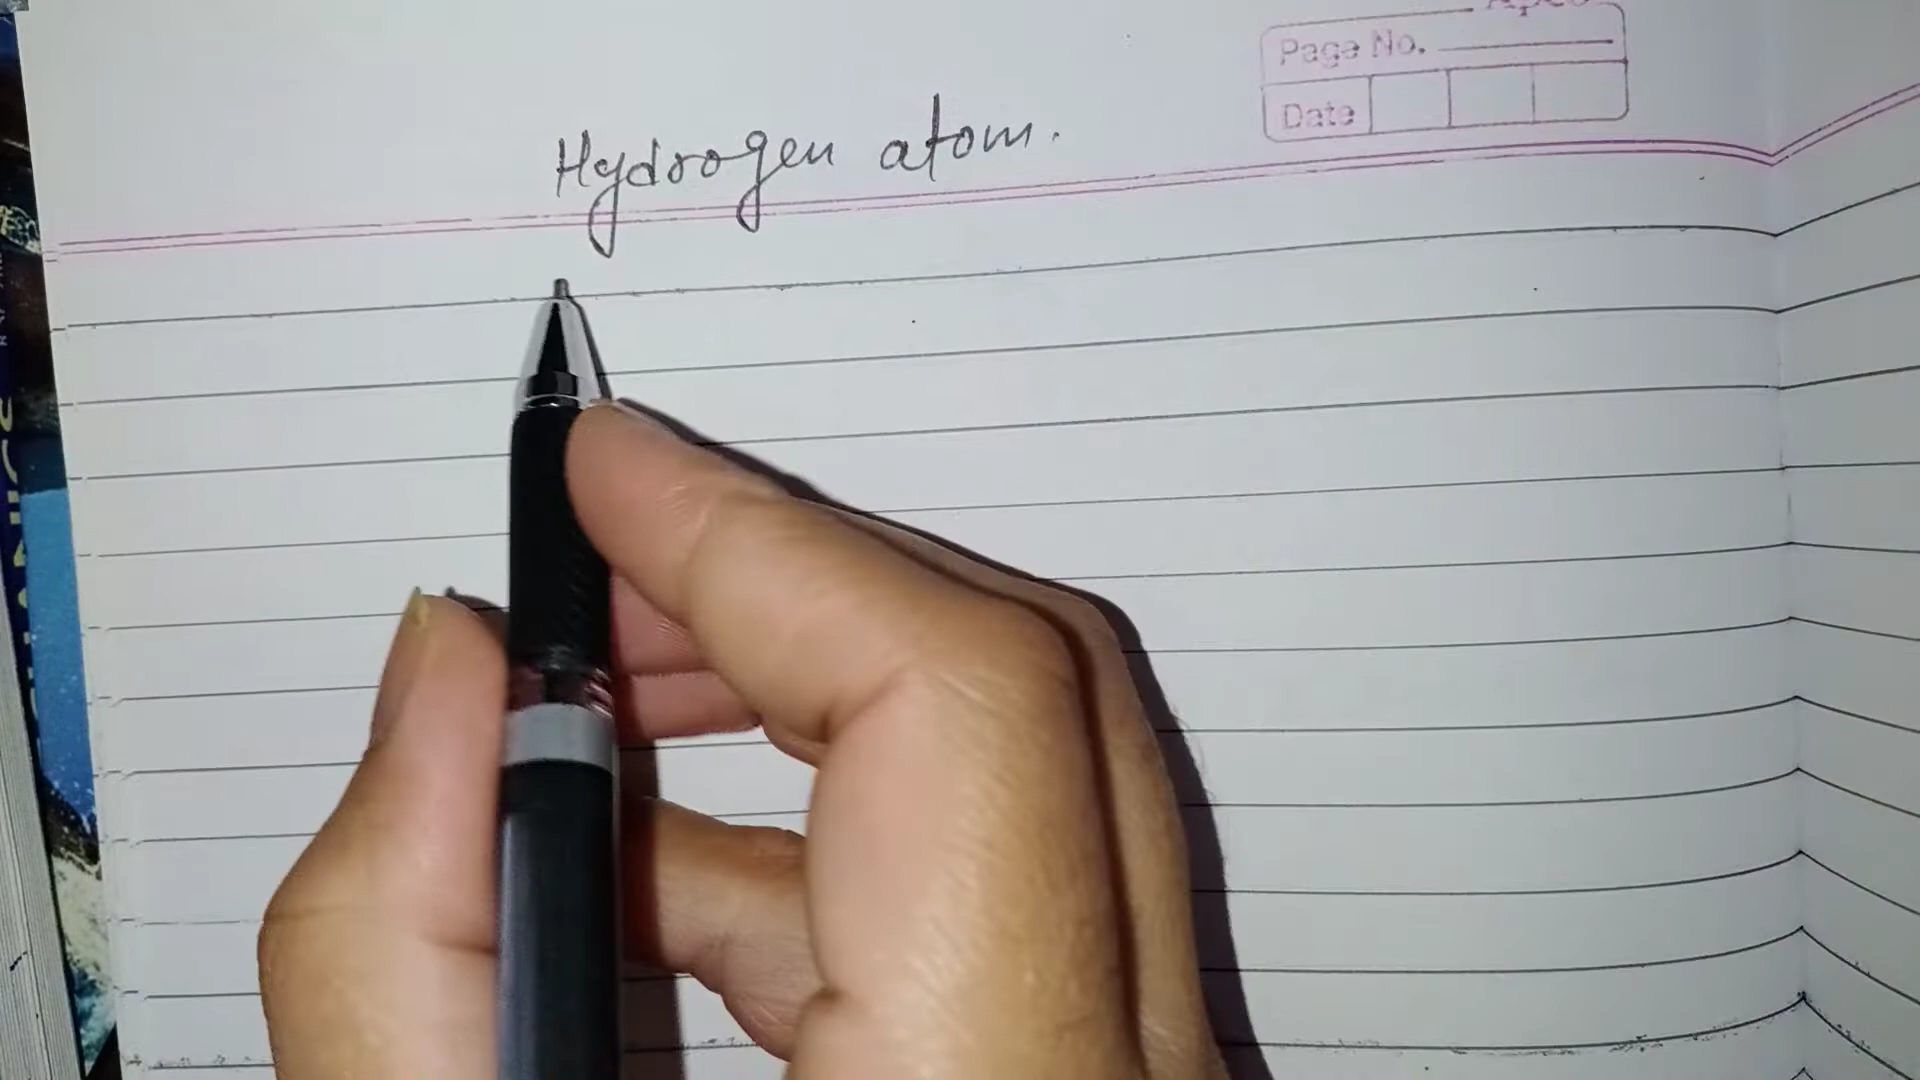 Page No.
Date
Hydrogen atom.